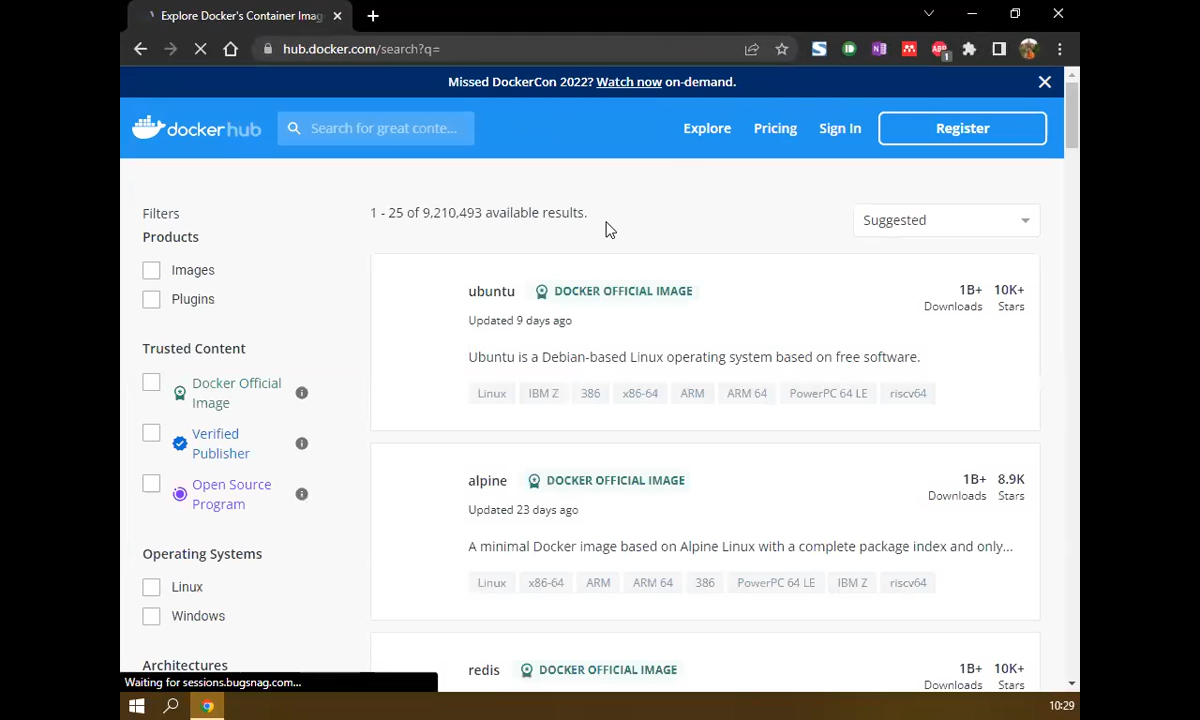 Explore Docker's Container Imag
hub.docker.com/search?q=
1
Missed DockerCon 2022? Watch now on-demand.
dockerhub
Search for great conte...
Explore
Pricing
Sign In
Register
Filters
1 - 25 of 9,210,493 available results.
Suggested
Products
Images
Plugins
Trusted Content
Docker Official
Image
Verified
Publisher
Open Source
Program
Operating Systems
Linux
Windows
Architectures
ubuntu DOCKER OFFICIAL IMAGE
1B+ 10K+
Downloads Stars
Updated 9 days ago
Ubuntu is a Debian-based Linux operating system based on free software.
Linux IBM Z 386 x86-64 ARM ARM 64 PowerPC 64 LE riscv64
alpine DOCKER OFFICIAL IMAGE
1B+ 8.9K
Downloads Stars
Updated 23 days ago
A minimal Docker image based on Alpine Linux with a complete package index and only...
Linux x86-64 ARM ARM 64 386 PowerPC 64 LE IBM Z riscv64
redis DOCKER OFFICIAL IMAGE
1B+ 10K+
Downloads Stars
Waiting for sessions.bugsnag.com...
10:29